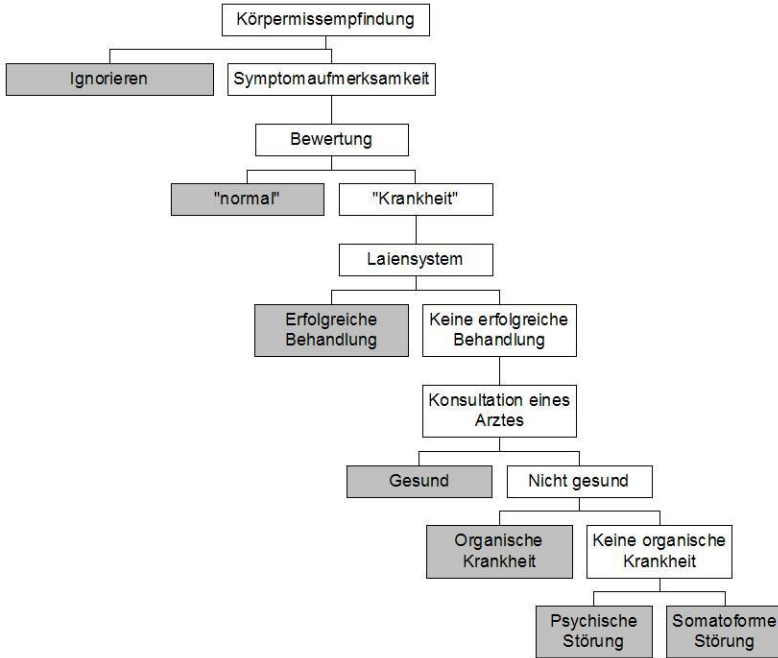 Körpermissempfindung
Ignorieren
Symptomaufmerksamkeit
Bewertung
"normal"
"Krankheit"
Laiensystem
Erfolgreiche
Behandlung
Keine erfolgreiche
Behandlung
Konsultation eines
Arztes
Gesund
Nicht gesund
Organische
Krankheit
Keine organische
Krankheit
Psychische
Störung
Somatoforme
Störung